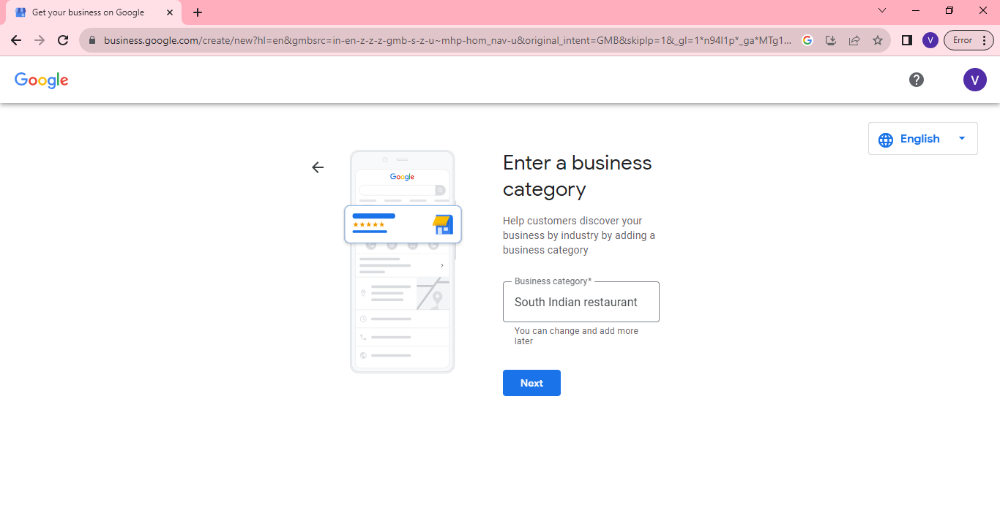 Get your business on Google
business.google.com/create/new?hl=en&gmbsrc=in-en-z-z-z-gmb-s-z-u~mhp-hom_nav-u&original_intent=GMB&skiplp=1&_gl=1*n94l1p*_ga*MTg1...
V
Error
Google
V
English
Google
Enter a business
category
Help customers discover your
business by industry by adding a
business category
Business category*
South Indian restaurant
You can change and add more
later
Next